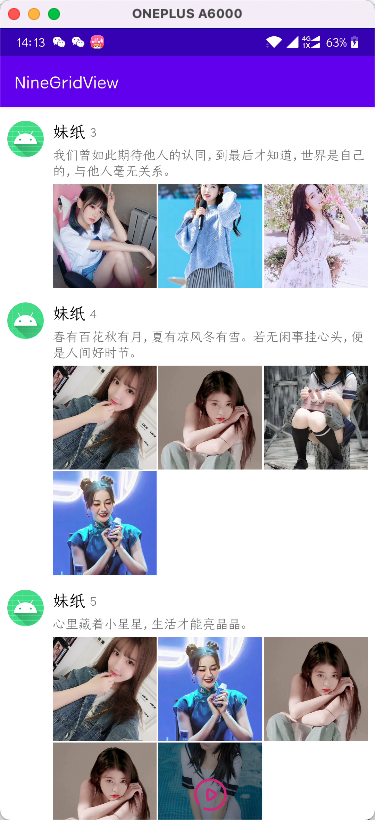 ONEPLUS A6000
14:13
4G
1X
63%
NineGridView
妹纸 3
我们曾如此期待他人的认同,到最后才知道,世界是自己
的,与他人毫无关系。
妹纸 4
春有百花秋有月,夏有凉风冬有雪。若无闲事挂心头,便
是人间好时节。
妹纸 5
心里藏着小星星,生活才能亮晶晶。